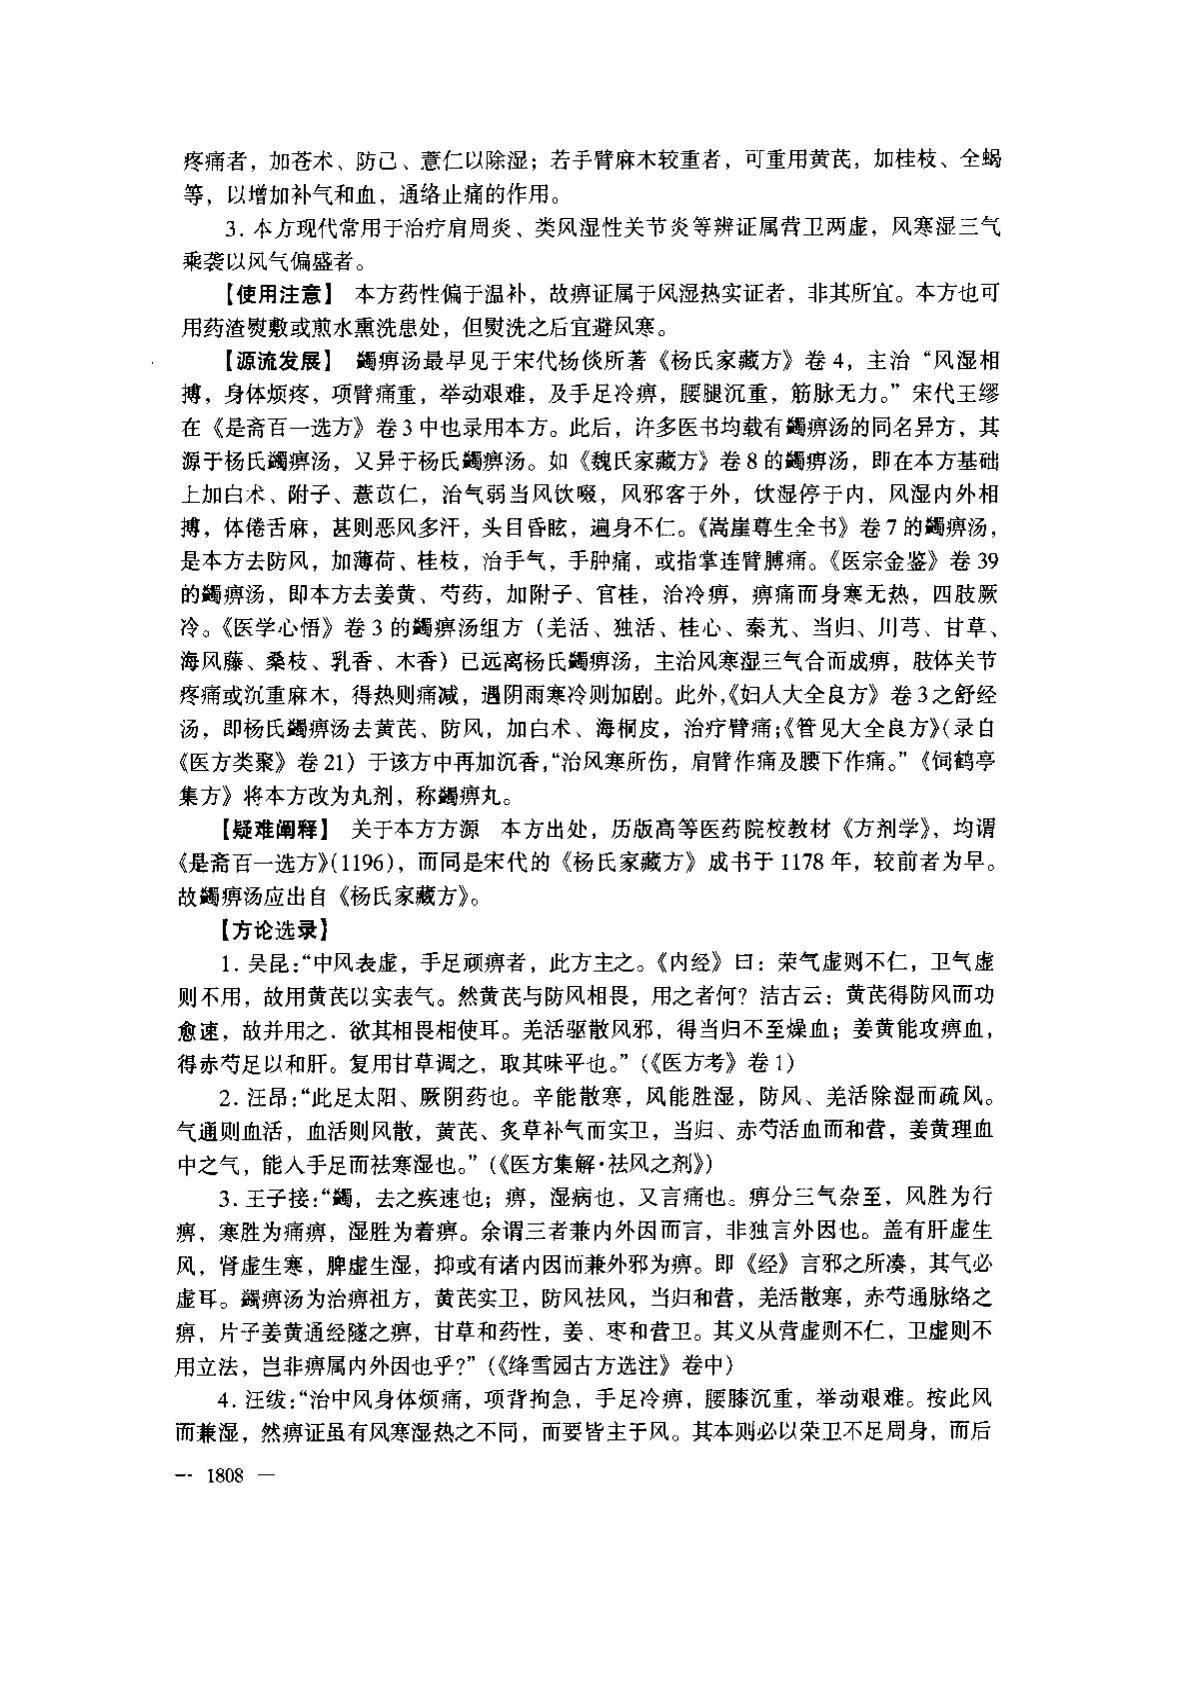 疼痛者，加苍术、防己、薏仁以除湿；若手臂麻木较重者，可重用黄芪，加桂枝、全蝎
等，以增加补气和血，通络止痛的作用。
3. 本方现代常用于治疗肩周炎、类风湿性关节炎等辨证属营卫两虚，风寒湿三气
乘袭以风气偏盛者。
【使用注意】 本方药性偏于温补，故痹证属于风湿热实证者，非其所宜。本方也可
用药渣熨敷或煎水熏洗患处，但熨洗之后宜避风寒。
【源流发展】 蠲痹汤最早见于宋代杨倓所著《杨氏家藏方》卷 4，主治“风湿相
搏，身体烦疼，项臂痛重，举动艰难，及手足冷痹，腰腿沉重，筋脉无力。”宋代王缪
在《是斋百一选方》卷 3 中也录用本方。此后，许多医书均载有蠲痹汤的同名异方，其
源于杨氏蠲痹汤，又异于杨氏蠲痹汤。如《魏氏家藏方》卷 8 的蠲痹汤，即在本方基础
上加白术、附子、薏苡仁，治气弱当风饮啜，风邪客于外，饮湿停于内，风湿内外相
搏，体倦舌麻，甚则恶风多汗，头目昏眩，遍身不仁。《嵩崖尊生全书》卷 7 的蠲痹汤，
是本方去防风，加薄荷、桂枝，治手气，手肿痛，或指掌连臂膊痛。《医宗金鉴》卷 39
的蠲痹汤，即本方去姜黄、芍药，加附子、官桂，治冷痹，痹痛而身寒无热，四肢厥
冷。《医学心悟》卷 3 的蠲痹汤组方（羌活、独活、桂心、秦艽、当归、川芎、甘草、
海风藤、桑枝、乳香、木香）已远离杨氏蠲痹汤，主治风寒湿三气合而成痹，肢体关节
疼痛或沉重麻木，得热则痛减，遇阴雨寒冷则加剧。此外，《妇人大全良方》卷 3 之舒经
汤，即杨氏蠲痹汤去黄芪、防风，加白术、海桐皮，治疗臂痛；《管见大全良方》（录自
《医方类聚》卷 21）于该方中再加沉香，“治风寒所伤，肩臂作痛及腰下作痛。”《饲鹤亭
集方》将本方改为丸剂，称蠲痹丸。
【疑难阐释】 关于本方方源 本方出处，历版高等医药院校教材《方剂学》，均谓
《是斋百一选方》（1196），而同是宋代的《杨氏家藏方》成书于 1178 年，较前者为早。
故蠲痹汤应出自《杨氏家藏方》。
【方论选录】
1. 吴昆：“中风表虚，手足顽痹者，此方主之。《内经》曰：荣气虚则不仁，卫气虚
则不用，故用黄芪以实表气。然黄芪与防风相畏，用之者何？洁古云：黄芪得防风而功
愈速，故并用之．欲其相畏相使耳。羌活驱散风邪，得当归不至燥血；姜黄能攻痹血，
得赤芍足以和肝。复用甘草调之，取其味平也。”（《医方考》卷 1）
2. 汪昂：“此足太阳、厥阴药也。辛能散寒，风能胜湿，防风、羌活除湿而疏风。
气通则血活，血活则风散，黄芪、炙草补气而实卫，当归、赤芍活血而和营，姜黄理血
中之气，能入手足而祛寒湿也。”（《医方集解·祛风之剂》）
3. 王子接：“蠲，去之疾速也；痹，湿病也，又言痛也。痹分三气杂至，风胜为行
痹，寒胜为痛痹，湿胜为着痹。余谓三者兼内外因而言，非独言外因也。盖有肝虚生
风，肾虚生寒，脾虚生湿，抑或有诸内因而兼外邪为痹。即《经》言邪之所凑，其气必
虚耳。蠲痹汤为治痹祖方，黄芪实卫，防风祛风，当归和营，羌活散寒，赤芍通脉络之
痹，片子姜黄通经隧之痹，甘草和药性，姜、枣和营卫。其义从营虚则不仁，卫虚则不
用立法，岂非痹属内外因也乎？”（《绛雪园古方选注》卷中）
4. 汪绂：“治中风身体烦痛，项背拘急，手足冷痹，腰膝沉重，举动艰难。按此风
而兼湿，然痹证虽有风寒湿热之不同，而要皆主于风。其本则必以荣卫不足周身，而后
— 1808 —